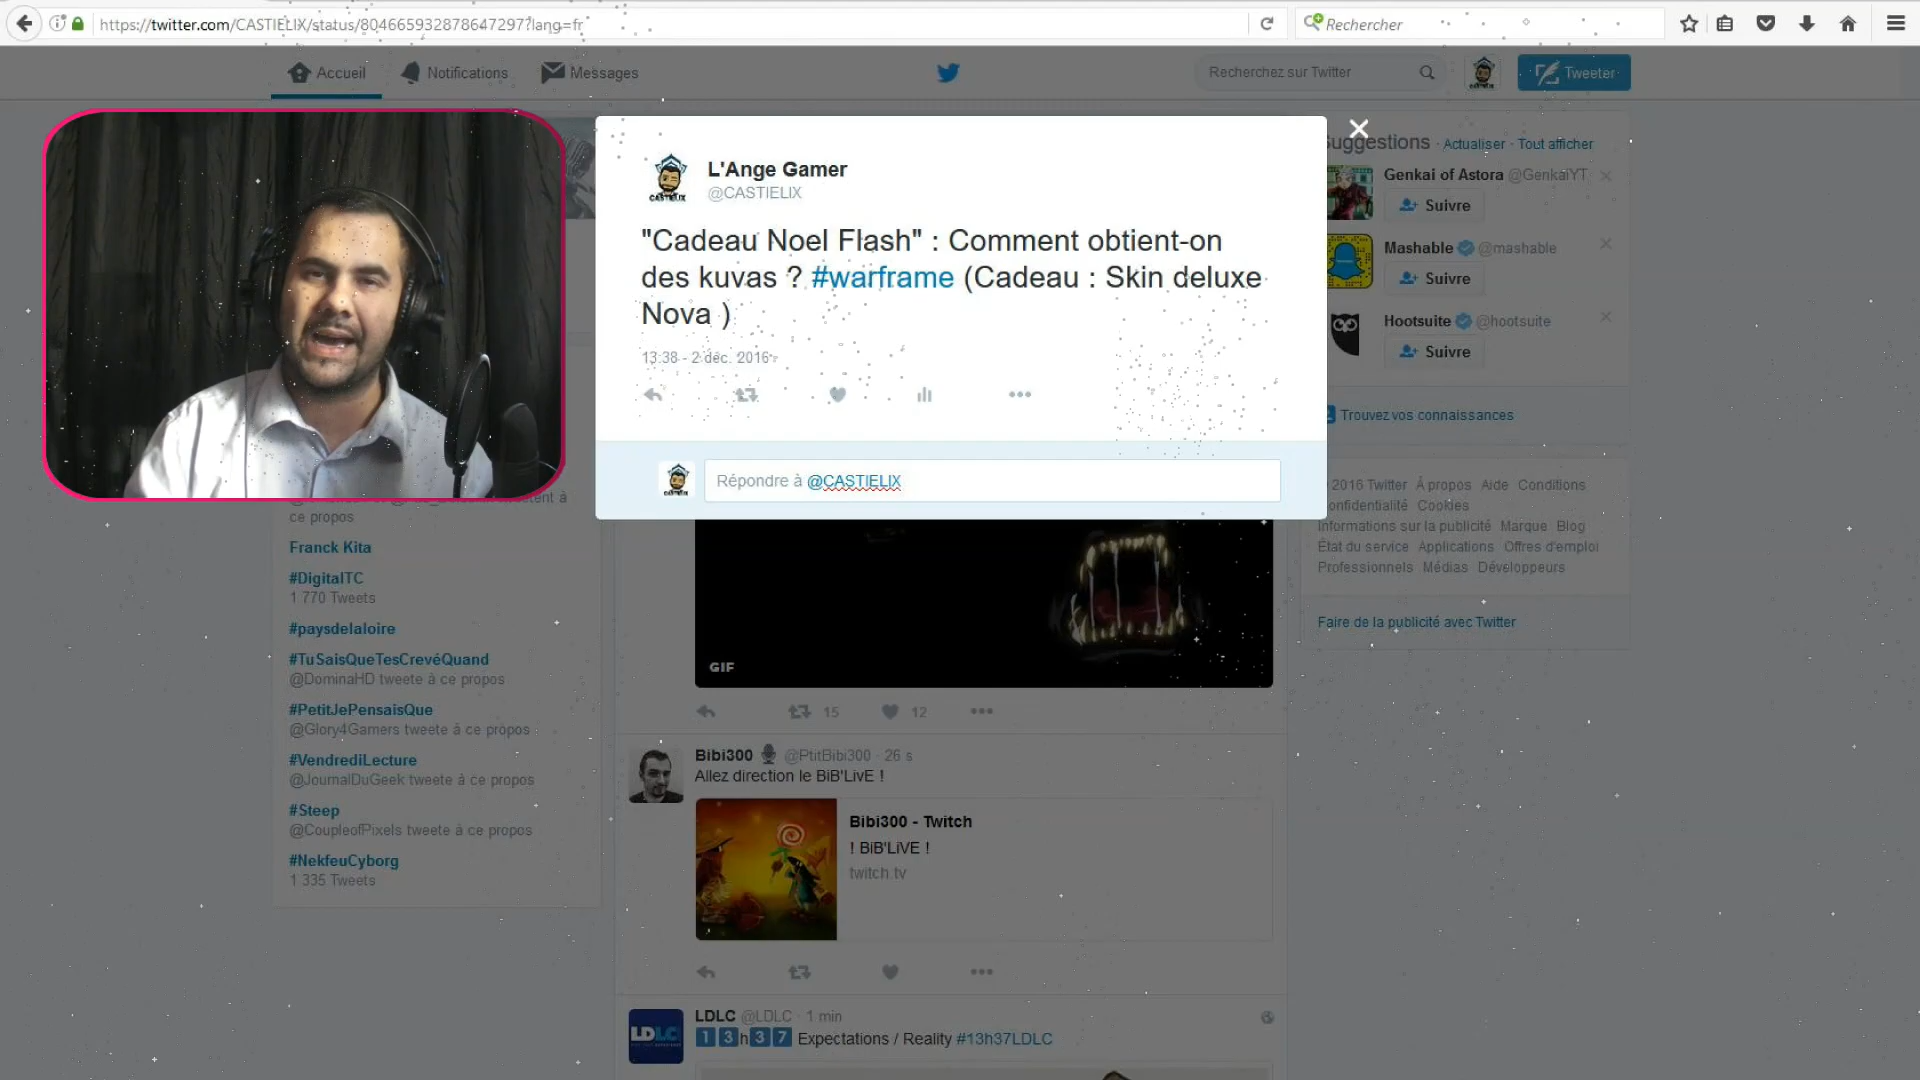 https://twitter.com/CASTIELIX/status/804665932878647297?lang=fr
Rechercher
Accueil
Notifications
Messages
Recherchez sur Twitter
Tweeter
L'Ange Gamer
@CASTIELIX
"Cadeau Noel Flash" : Comment obtient-on
des kuvas ? #warframe (Cadeau : Skin deluxe
Nova )
13:38 - 2 déc. 2016
Répondre à @CASTIELIX
Suggestions · Actualiser · Tout afficher
Genkai of Astora @GenkaiYT
Suivre
Mashable @mashable
Suivre
Hootsuite @hootsuite
Suivre
Trouvez vos connaissances
2016 Twitter À propos Aide Conditions
Confidentialité Cookies
Informations sur la publicité Marque Blog
État du service Applications Offres d'emploi
Professionnels Médias Développeurs
Faire de la publicité avec Twitter
à
ce propos
Franck Kita
#DigitalTC
1 770 Tweets
#paysdelaloire
#TuSaisQueTesCrevéQuand
@DominaHD tweete à ce propos
#PetitJePensaisQue
@Glory4Gamers tweete à ce propos
#VendrediLecture
@JournalDuGeek tweete à ce propos
#Steep
@CoupleofPixels tweete à ce propos
#NekfeuCyborg
1 335 Tweets
GIF
15
12
Bibi300 @PtitBibi300 · 26 s
Allez direction le BiB'LivE !
Bibi300 - Twitch
! BiB'LiVE !
twitch.tv
LDLC @LDLC · 1 min
13h37 Expectations / Reality #13h37LDLC
LDLC
CASTIELIX